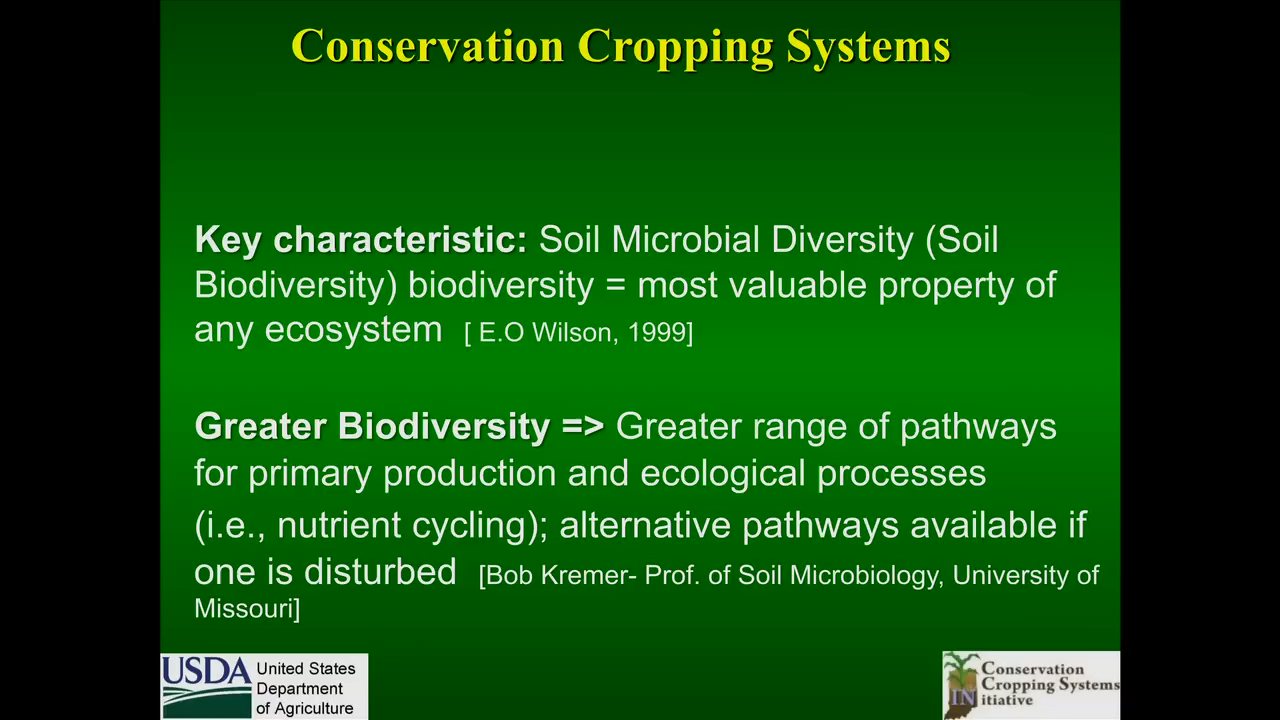 Conservation Cropping Systems
Key characteristic: Soil Microbial Diversity (Soil
Biodiversity) biodiversity = most valuable property of
any ecosystem [ E.O Wilson, 1999]
Greater Biodiversity => Greater range of pathways
for primary production and ecological processes
(i.e., nutrient cycling); alternative pathways available if
one is disturbed [Bob Kremer- Prof. of Soil Microbiology, University of
Missouri]
USDA
United States
Department
of Agriculture
Conservation
Cropping Systems
INitiative